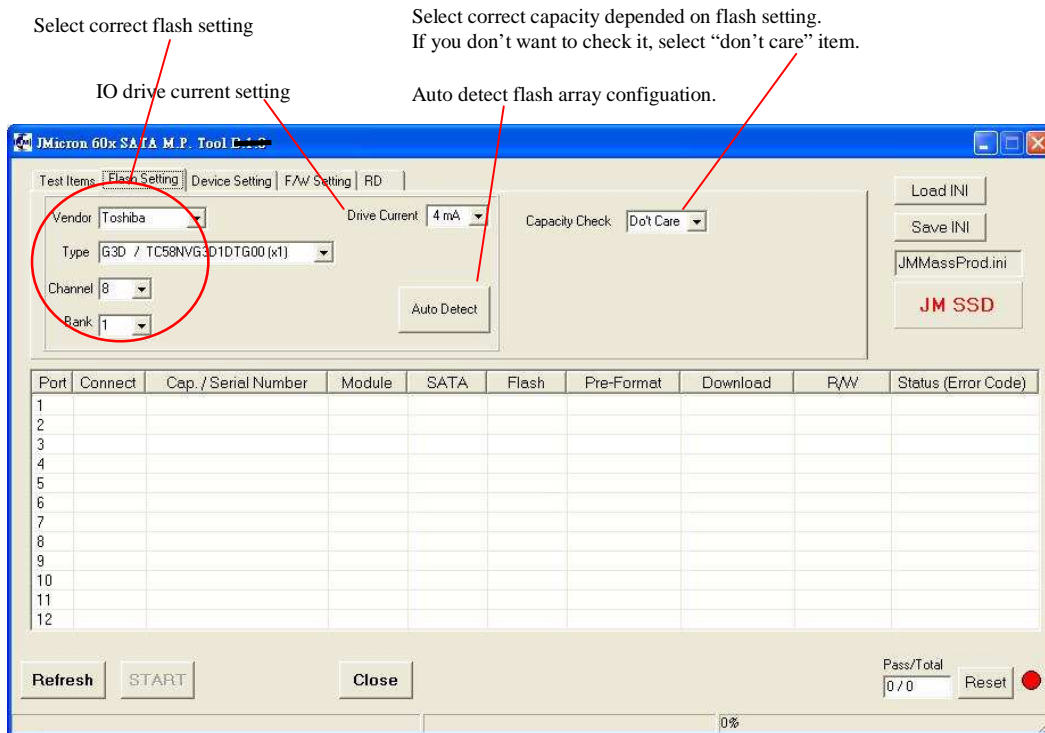 Select correct flash setting
Select correct capacity depended on flash setting.
If you don’t want to check it, select “don’t care” item.
IO drive current setting
Auto detect flash array configuation.
JMicron 60x SATA M.P. Tool
Test Items Flash Setting Device Setting F/W Setting RD
Load INI
Vendor Toshiba
Drive Current 4 mA
Capacity Check Do't Care
Save INI
Type G3D / TC58NVG3D1DTG00 (x1)
JMMassProd.ini
Channel 8
Auto Detect
JM SSD
Bank 1
Port Connect Cap. / Serial Number Module SATA Flash Pre-Format Download R/W Status (Error Code)
1
2
3
4
5
6
7
8
9
10
11
12
Refresh START Close
Pass/Total
0 / 0 Reset
0%